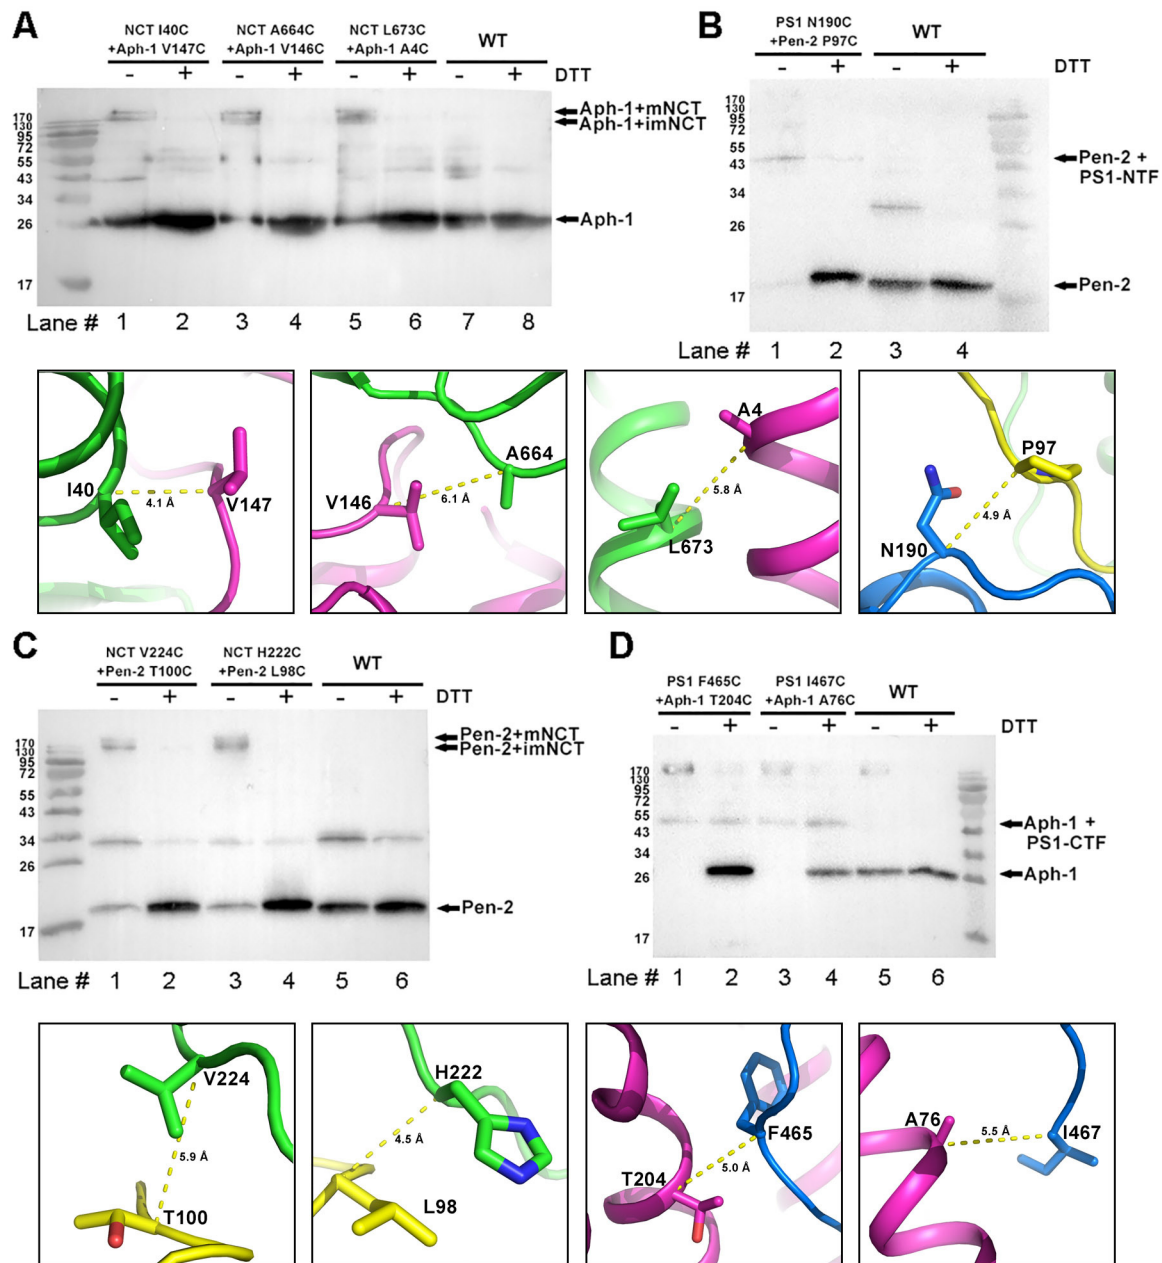 A
NCT I40C
+Aph-1 V147C
NCT A664C
+Aph-1 V146C
NCT L673C
+Aph-1 A4C
WT
- + - + - + - + DTT
170
130
95
72
55
43
34
26
17
Aph-1+mNCT
Aph-1+imNCT
Aph-1
Lane # 1 2 3 4 5 6 7 8
B
PS1 N190C
+Pen-2 P97C
WT
- + - + DTT
170
130
95
72
55
43
34
26
17
Pen-2 +
PS1-NTF
Pen-2
Lane # 1 2 3 4
I40
4.1 Å
V147
A664
V146
6.1 Å
A4
5.8 Å
L673
P97
4.9 Å
N190
C
NCT V224C
+Pen-2 T100C
NCT H222C
+Pen-2 L98C
WT
- + - + - + DTT
170
130
95
72
55
43
34
26
17
Pen-2+mNCT
Pen-2+imNCT
Pen-2
Lane # 1 2 3 4 5 6
D
PS1 F465C
+Aph-1 T204C
PS1 I467C
+Aph-1 A76C
WT
- + - + - + DTT
170
130
95
72
55
43
34
26
17
Aph-1 +
PS1-CTF
Aph-1
Lane # 1 2 3 4 5 6
V224
5.9 Å
T100
H222
4.5 Å
L98
F465
5.0 Å
T204
A76
5.5 Å
I467